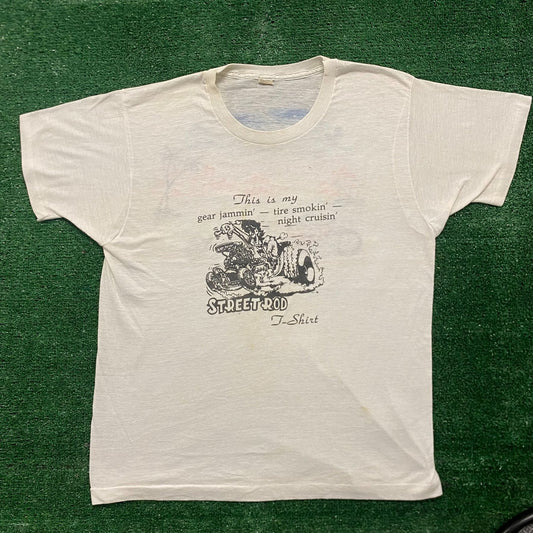 This is my
gear jammin' — tire smokin' —
night cruisin'
STREET ROD
T-Shirt